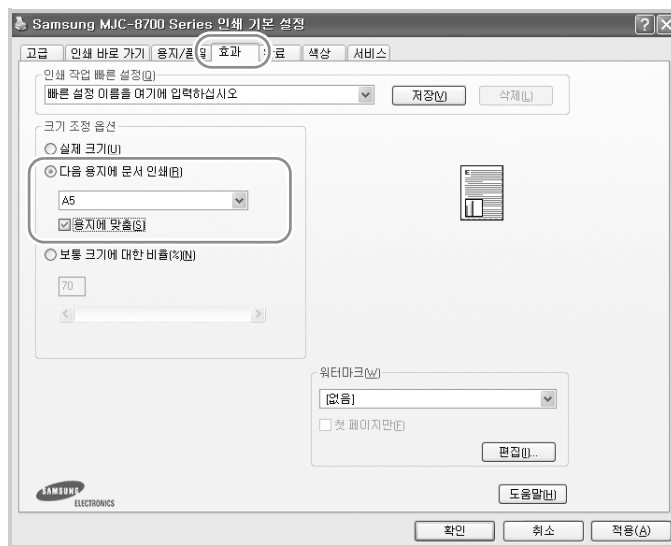 Samsung MJC-8700 Series 인쇄 기본 설정
고급 인쇄 바로 가기 용지/품질 효과 색상 서비스
인쇄 작업 빠른 설정(Q)
빠른 설정 이름을 여기에 입력하십시오 저장(V) 삭제(L)
크기 조정 옵션
실제 크기(U)
다음 용지에 문서 인쇄(R)
A5
용지에 맞춤(S)
보통 크기에 대한 비율(%)(N)
70
워터마크(W)
[없음]
첫 페이지만(F)
편집(I)...
SAMSUNG
ELECTRONICS
도움말(H)
확인 취소 적용(A)